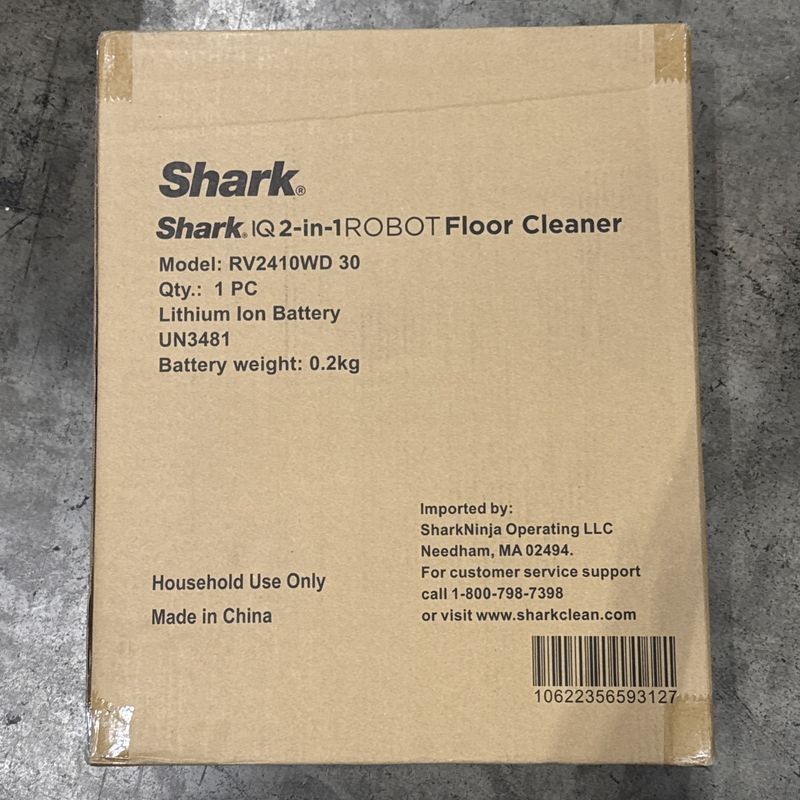 Shark®
Shark® IQ 2-in-1 ROBOT Floor Cleaner
Model: RV2410WD 30
Qty.: 1 PC
Lithium Ion Battery
UN3481
Battery weight: 0.2kg
Imported by:
SharkNinja Operating LLC
Needham, MA 02494.
For customer service support
call 1-800-798-7398
or visit www.sharkclean.com
Household Use Only
Made in China
10622356593127